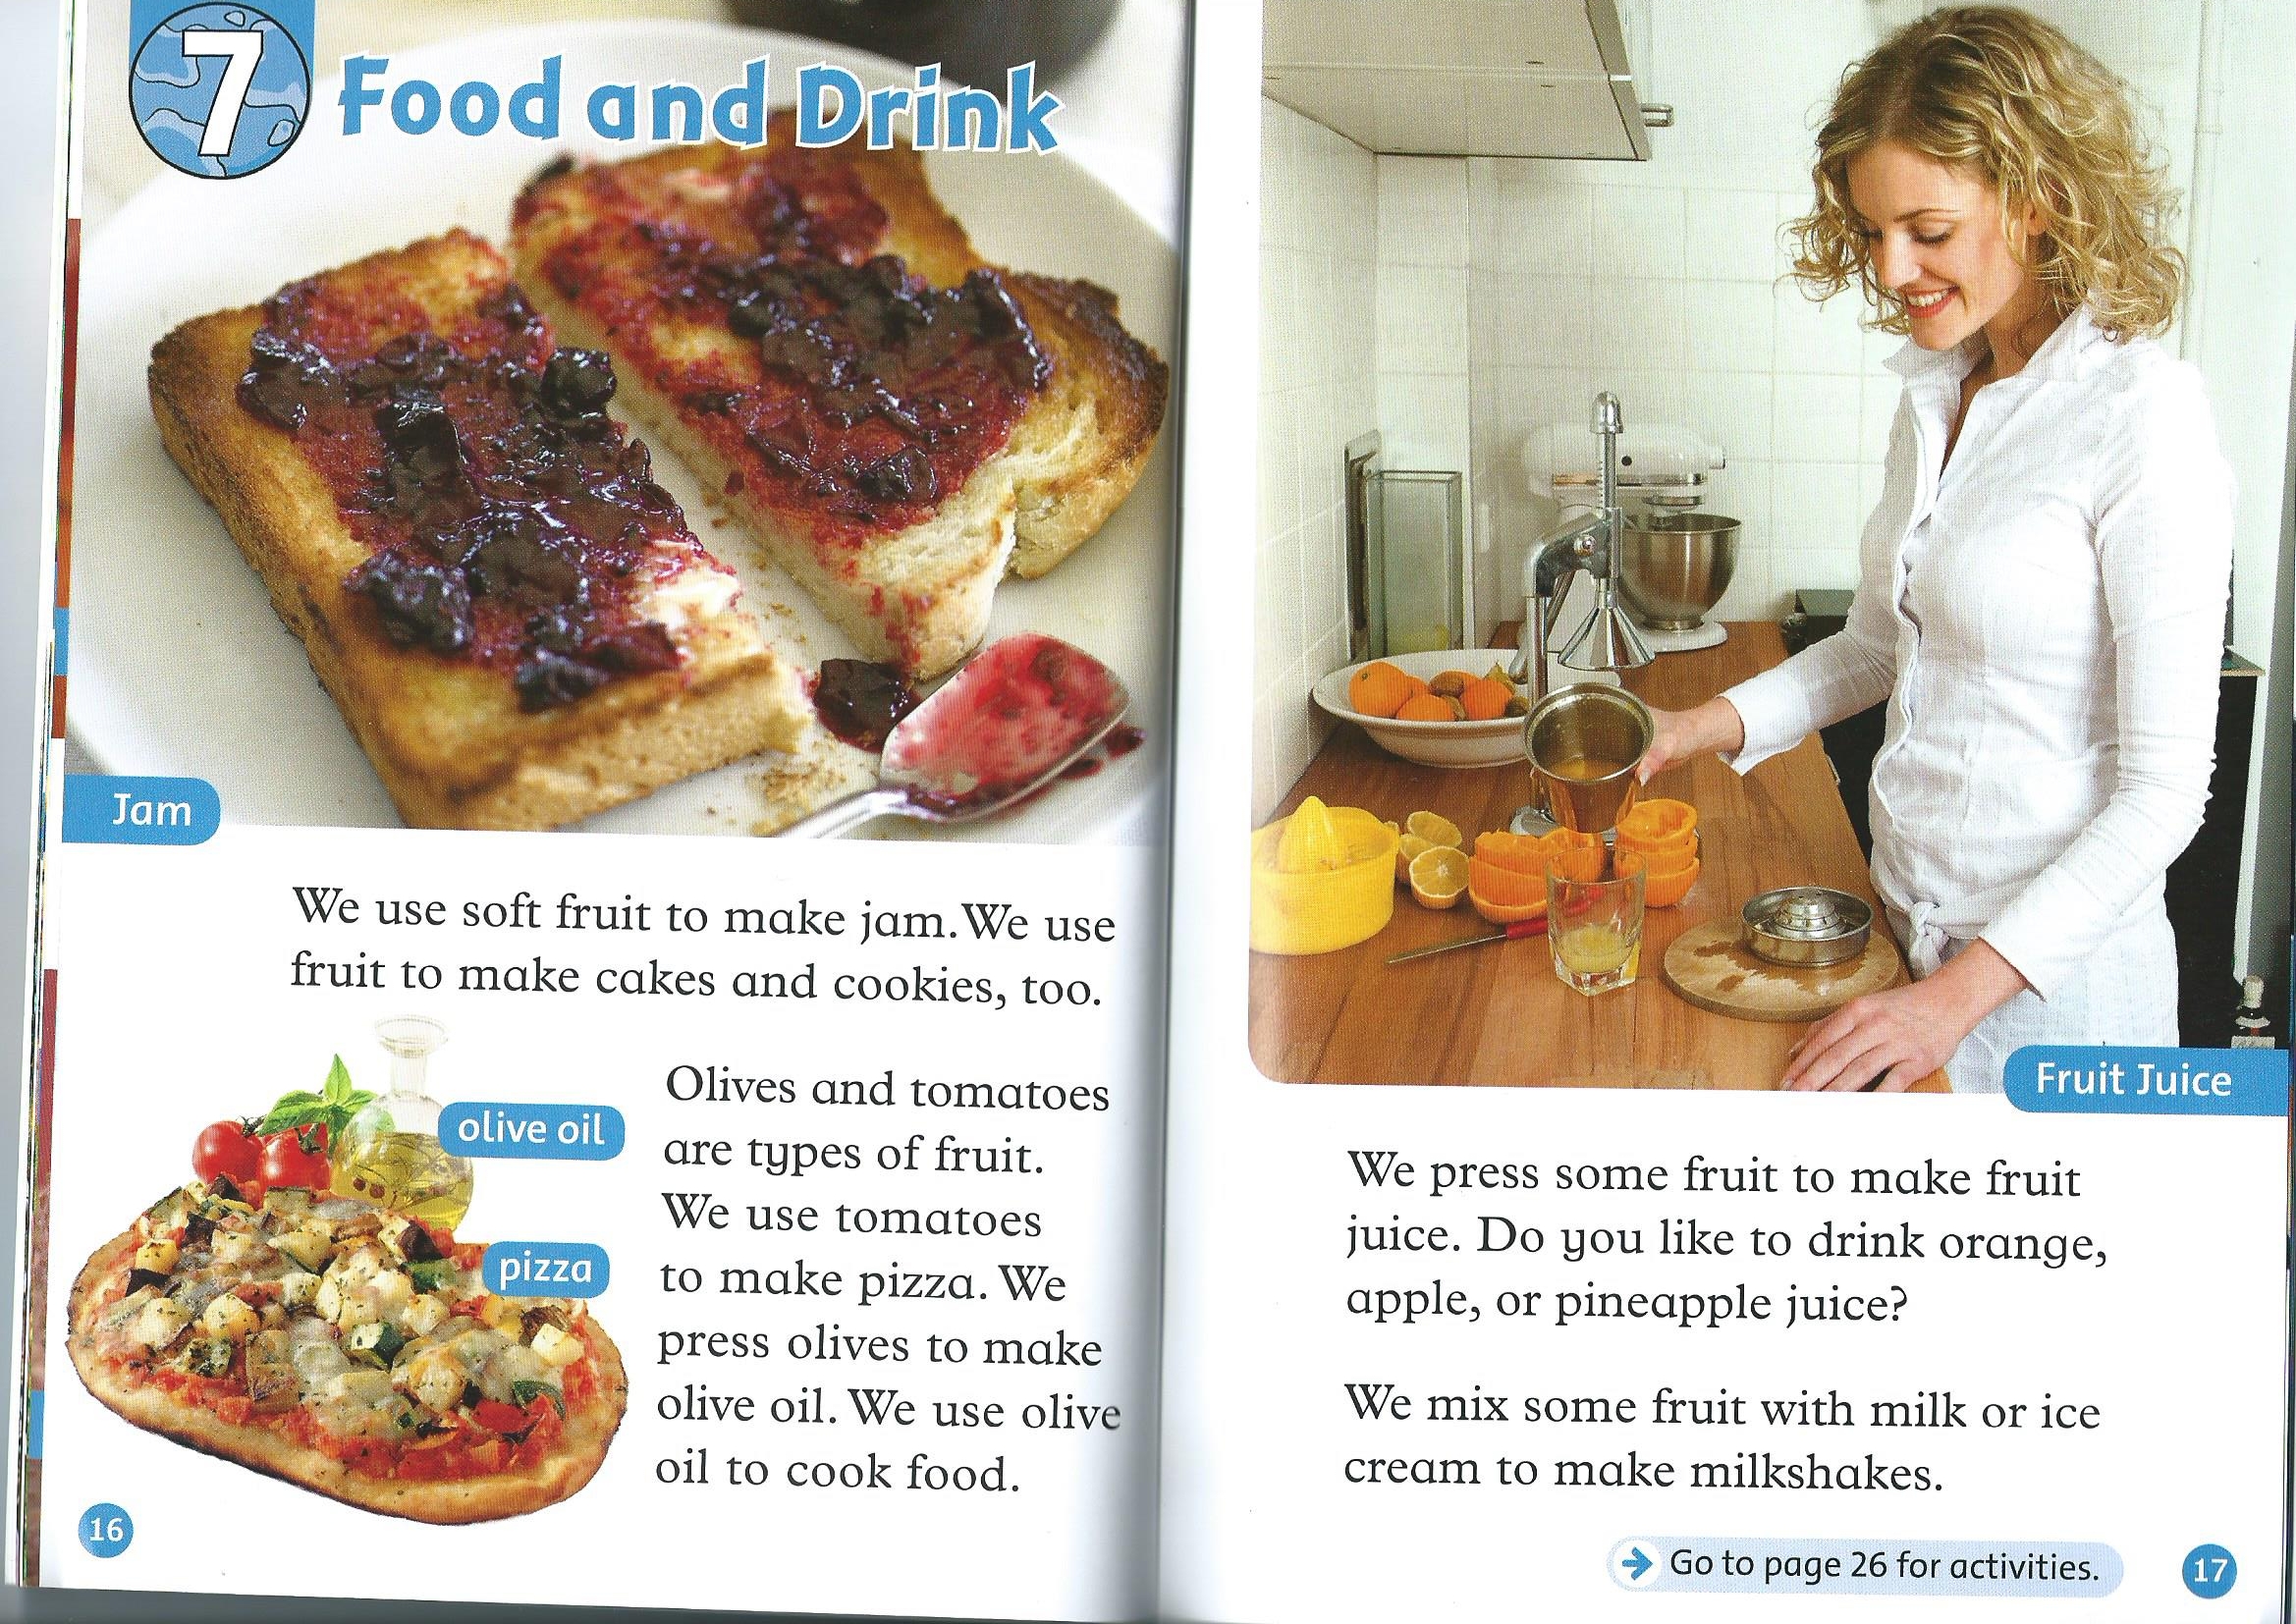 7
Food and Drink
Jam
We use soft fruit to make jam. We use
fruit to make cakes and cookies, too.
olive oil
pizza
Olives and tomatoes
are types of fruit.
We use tomatoes
to make pizza. We
press olives to make
olive oil. We use olive
oil to cook food.
16
Fruit Juice
We press some fruit to make fruit
juice. Do you like to drink orange,
apple, or pineapple juice?
We mix some fruit with milk or ice
cream to make milkshakes.
Go to page 26 for activities.
17